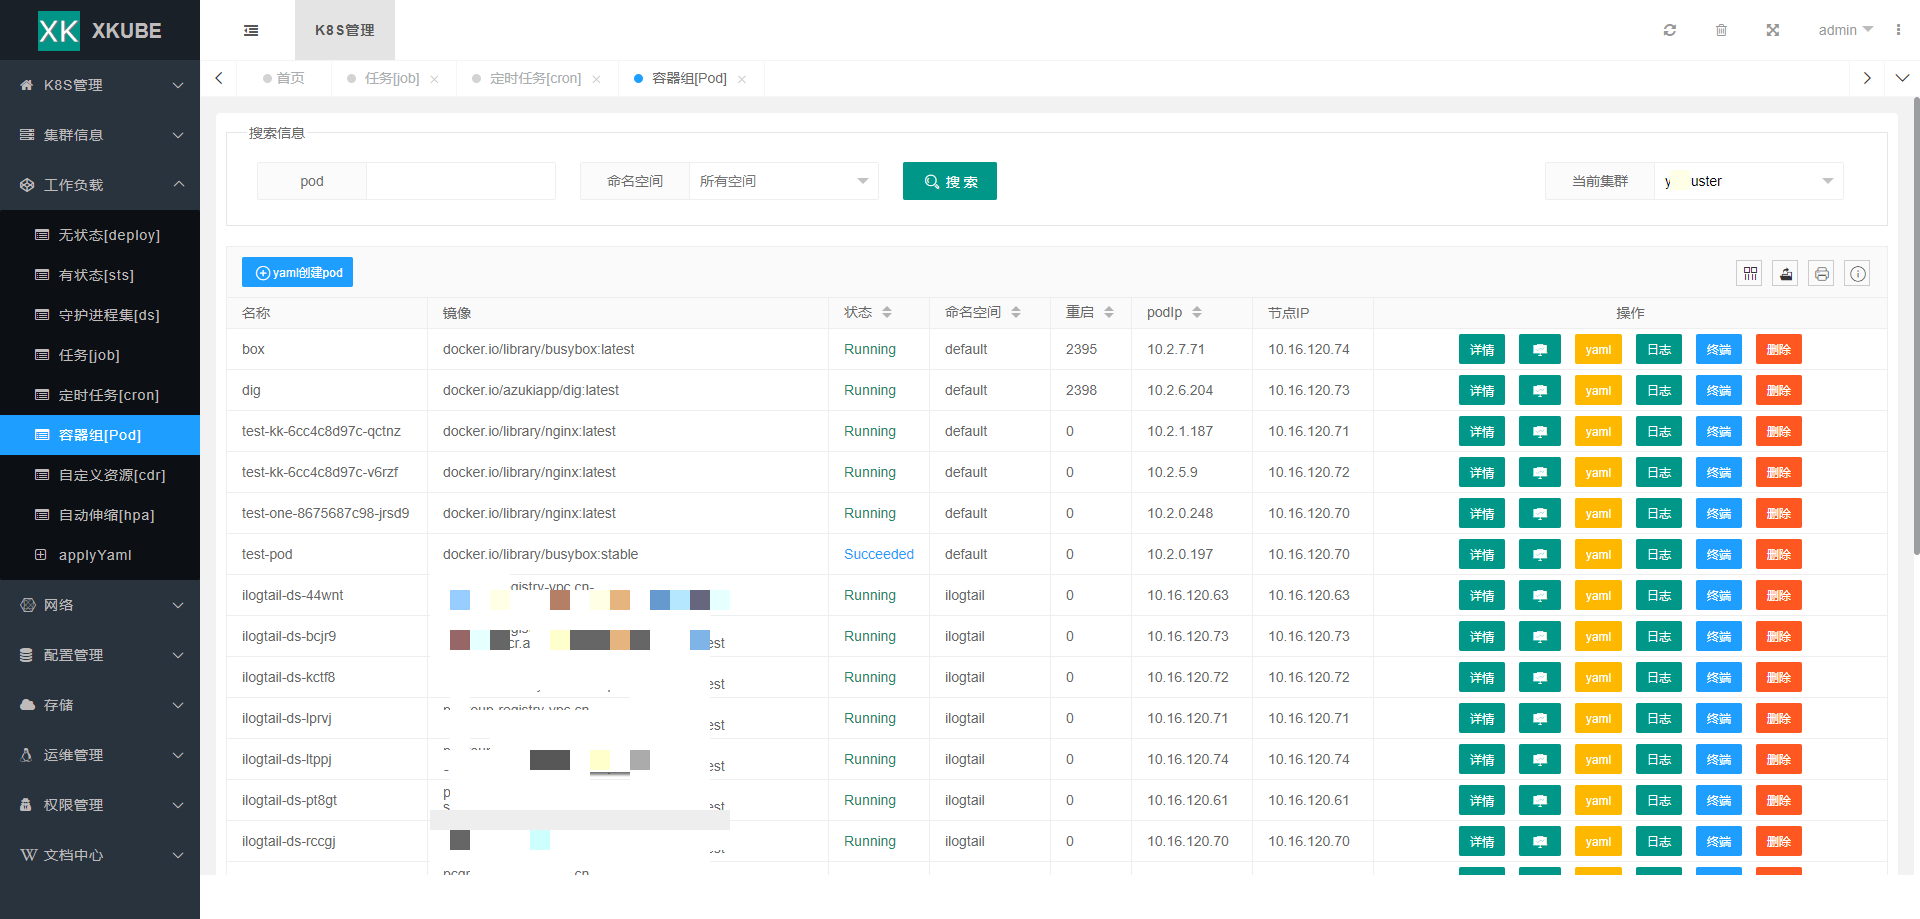 XK XKUBE
K8S管理
admin
首页 任务[job] 定时任务[cron] 容器组[Pod]
K8S管理
集群信息
工作负载
无状态[deploy]
有状态[sts]
守护进程集[ds]
任务[job]
定时任务[cron]
容器组[Pod]
自定义资源[cdr]
自动伸缩[hpa]
applyYaml
网络
配置管理
存储
运维管理
权限管理
文档中心
搜索信息
pod 命名空间 所有空间 搜 索 当前集群 y uster
yaml创建pod
名称 镜像 状态 命名空间 重启 podIp 节点IP 操作
box docker.io/library/busybox:latest Running default 2395 10.2.7.71 10.16.120.74 详情 yaml 日志 终端 删除
dig docker.io/azukiapp/dig:latest Running default 2398 10.2.6.204 10.16.120.73 详情 yaml 日志 终端 删除
test-kk-6cc4c8d97c-qctnz docker.io/library/nginx:latest Running default 0 10.2.1.187 10.16.120.71 详情 yaml 日志 终端 删除
test-kk-6cc4c8d97c-v6rzf docker.io/library/nginx:latest Running default 0 10.2.5.9 10.16.120.72 详情 yaml 日志 终端 删除
test-one-8675687c98-jrsd9 docker.io/library/nginx:latest Running default 0 10.2.0.248 10.16.120.70 详情 yaml 日志 终端 删除
test-pod docker.io/library/busybox:stable Succeeded default 0 10.2.0.197 10.16.120.70 详情 yaml 日志 终端 删除
ilogtail-ds-44wnt Running ilogtail 0 10.16.120.63 10.16.120.63 详情 yaml 日志 终端 删除
ilogtail-ds-bcjr9 Running ilogtail 0 10.16.120.73 10.16.120.73 详情 yaml 日志 终端 删除
ilogtail-ds-kctf8 Running ilogtail 0 10.16.120.72 10.16.120.72 详情 yaml 日志 终端 删除
ilogtail-ds-lprvj Running ilogtail 0 10.16.120.71 10.16.120.71 详情 yaml 日志 终端 删除
ilogtail-ds-ltppj Running ilogtail 0 10.16.120.74 10.16.120.74 详情 yaml 日志 终端 删除
ilogtail-ds-pt8gt Running ilogtail 0 10.16.120.61 10.16.120.61 详情 yaml 日志 终端 删除
ilogtail-ds-rccgj Running ilogtail 0 10.16.120.70 10.16.120.70 详情 yaml 日志 终端 删除